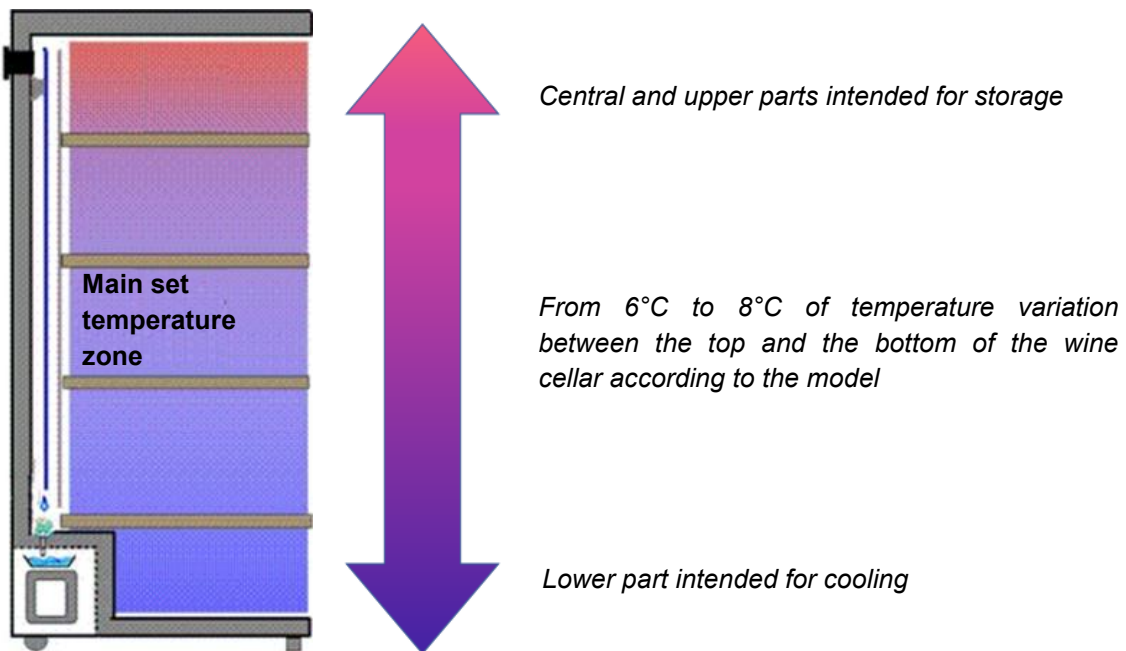 Central and upper parts intended for storage
Main set
temperature
zone
From 6°C to 8°C of temperature variation
between the top and the bottom of the wine
cellar according to the model
Lower part intended for cooling